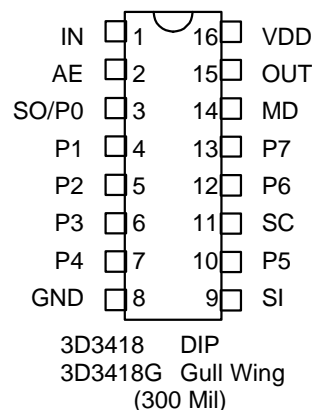 IN 1 16 VDD
AE 2 15 OUT
SO/P0 3 14 MD
P1 4 13 P7
P2 5 12 P6
P3 6 11 SC
P4 7 10 P5
GND 8 9 SI
3D3418 DIP
3D3418G Gull Wing
(300 Mil)